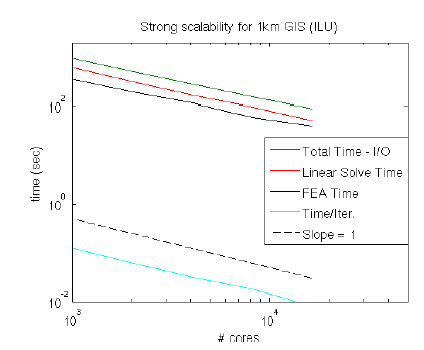 Strong scalability for 1km GIS (ILU)
10^2
10^0
10^-2
time (sec)
Total Time - I/O
Linear Solve Time
FEA Time
Time/Iter.
Slope = 1
10^3
10^4
# cores